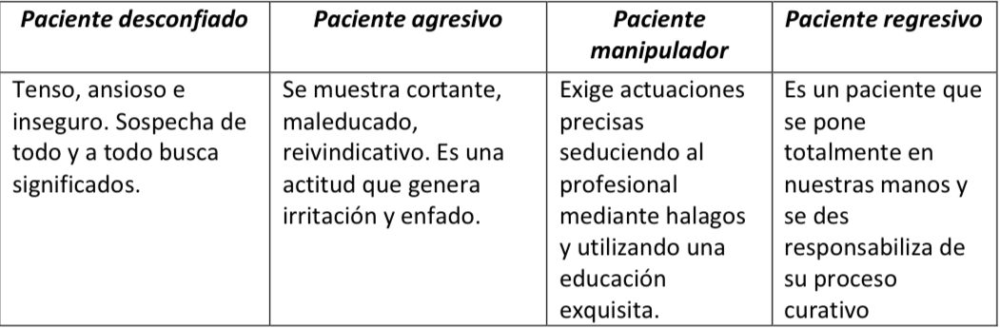 Paciente desconfiado
Paciente agresivo
Paciente
manipulador
Paciente regresivo
Tenso, ansioso e
inseguro. Sospecha de
todo y a todo busca
significados.
Se muestra cortante,
maleducado,
reivindicativo. Es una
actitud que genera
irritación y enfado.
Exige actuaciones
precisas
seduciendo al
profesional
mediante halagos
y utilizando una
educación
exquisita.
Es un paciente que
se pone
totalmente en
nuestras manos y
se des
responsabiliza de
su proceso
curativo